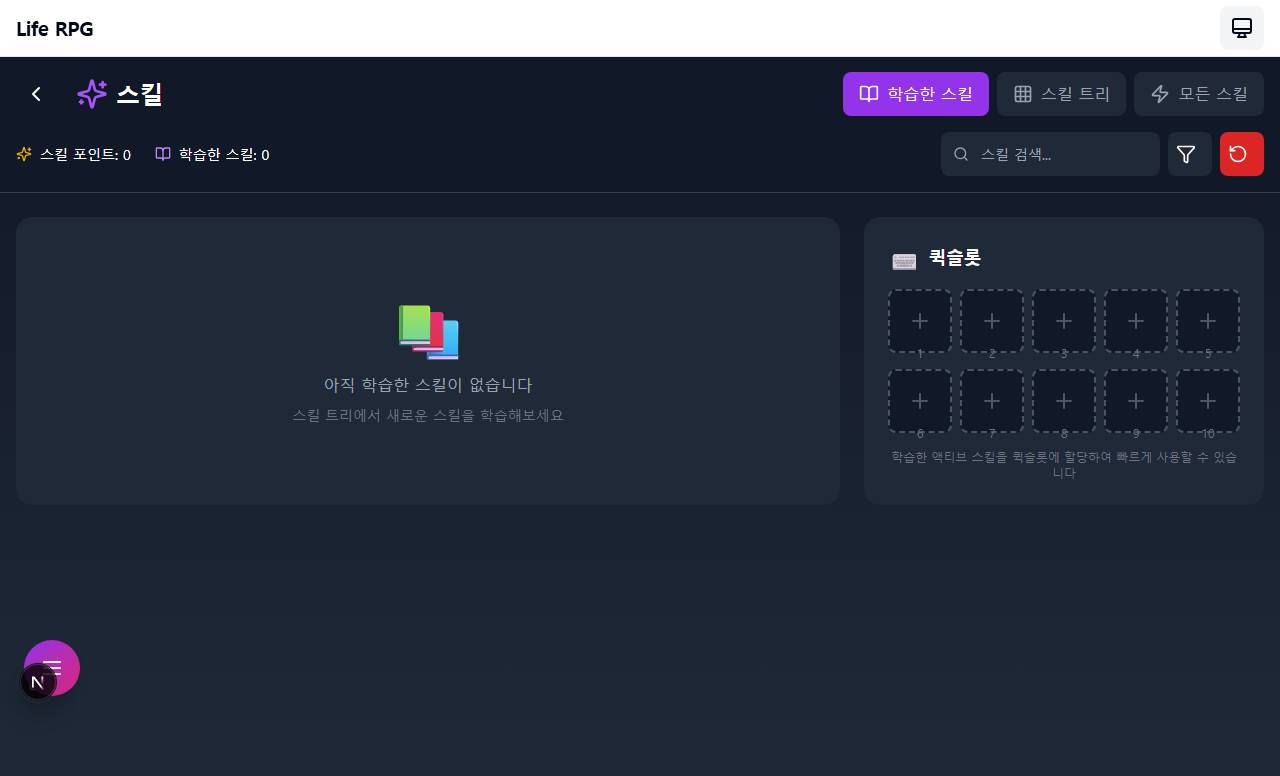 Life RPG
스킬
학습한 스킬
스킬 트리
모든 스킬
스킬 포인트: 0
학습한 스킬: 0
스킬 검색...
아직 학습한 스킬이 없습니다
스킬 트리에서 새로운 스킬을 학습해보세요
퀵슬롯
1 2 3 4 5
6 7 8 9 10
학습한 액티브 스킬을 퀵슬롯에 할당하여 빠르게 사용할 수 있습
니다
N